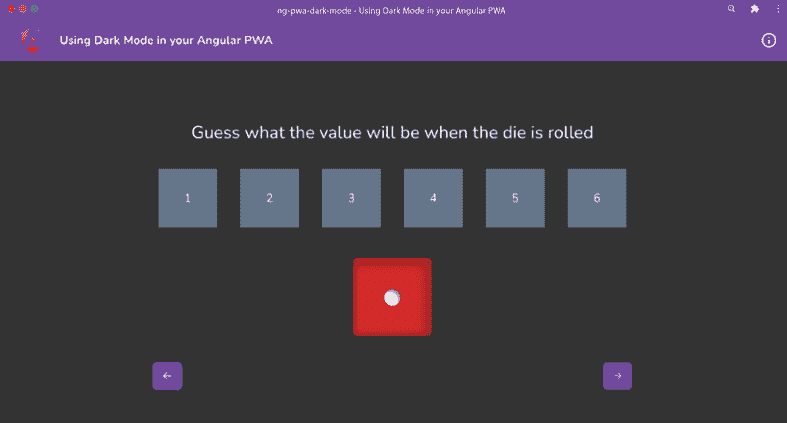 ng-pwa-dark-mode - Using Dark Mode in your Angular PWA
Using Dark Mode in your Angular PWA
Guess what the value will be when the die is rolled
1 2 3 4 5 6